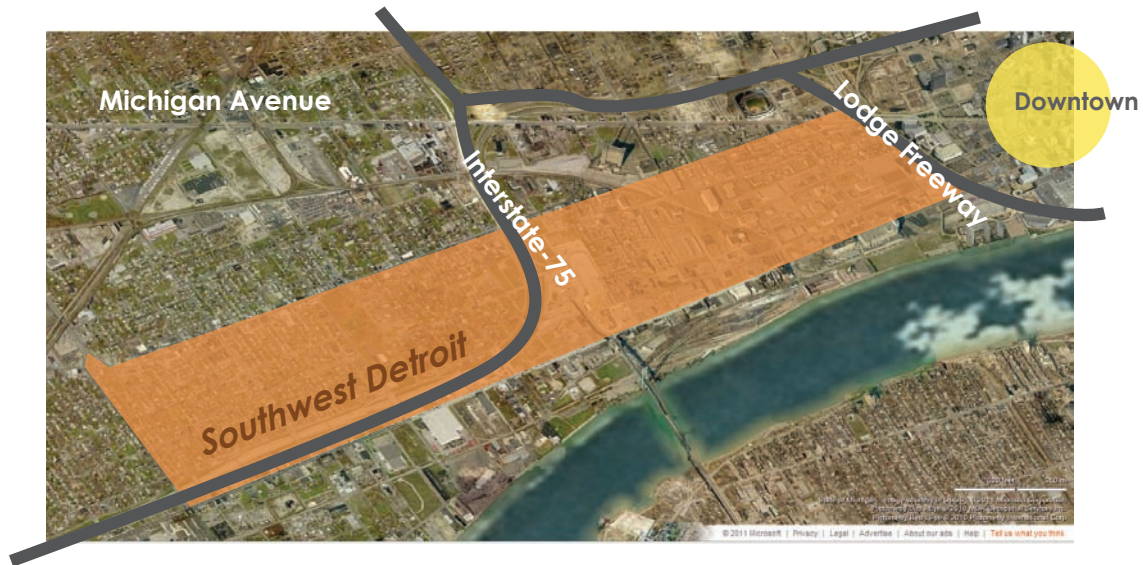 Michigan Avenue
Downtown
Lodge Freeway
Interstate-75
Southwest Detroit
© 2011 Microsoft | Privacy | Legal | Advertise | About our ads | Help | Tell us what you think